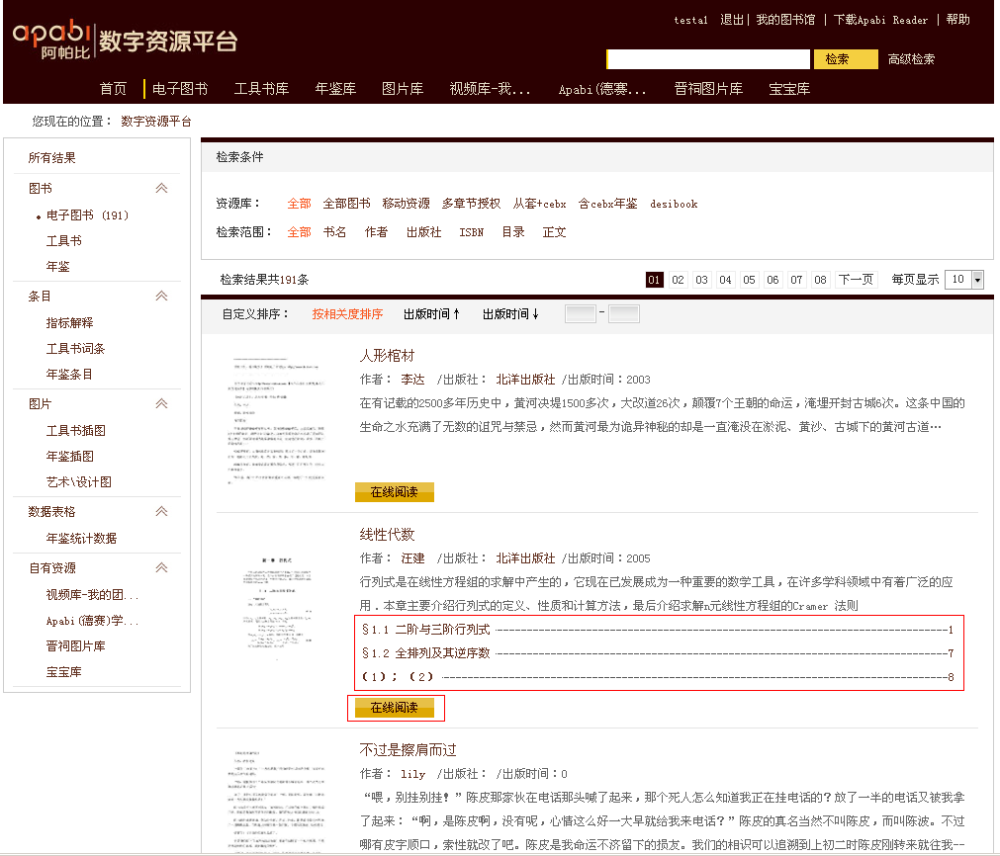 apabi 阿帕比 数字资源平台
testa1 退出 | 我的图书馆 | 下载Apabi Reader | 帮助
检索 高级检索
首页 电子图书 工具书库 年鉴库 图片库 视频库-我... Apabi(德赛... 晋祠图片库 宝宝库
您现在的位置： 数字资源平台
所有结果
图书
电子图书 (191)
工具书
年鉴
条目
指标解释
工具书词条
年鉴条目
图片
工具书插图
年鉴插图
艺术\设计图
数据表格
年鉴统计数据
自有资源
视频库-我的团...
Apabi(德赛)学...
晋祠图片库
宝宝库
检索条件
资源库： 全部 全部图书 移动资源 多章节授权 从套+cebx 含cebx年鉴 desibook
检索范围： 全部 书名 作者 出版社 ISBN 目录 正文
检索结果共191条 01 02 03 04 05 06 07 08 下一页 每页显示 10
自定义排序： 按相关度排序 出版时间↑ 出版时间↓ -
人形棺材
作者： 李达 /出版社： 北洋出版社 /出版时间：2003
在有记载的2500多年历史中，黄河决堤1500多次，大改道26次，颠覆7个王朝的命运，淹埋开封古城6次。这条中国的
生命之水充满了无数的诅咒与禁忌，然而黄河最为诡异神秘的却是一直淹没在淤泥、黄沙、古城下的黄河古道…
在线阅读
线性代数
作者： 汪建 /出版社： 北洋出版社 /出版时间：2005
行列式是在线性方程组的求解中产生的，它现在已发展成为一种重要的数学工具，在许多学科领域中有着广泛的应
用．本章主要介绍行列式的定义、性质和计算方法，最后介绍求解n元线性方程组的Cramer 法则
§1.1 二阶与三阶行列式 1
§1.2 全排列及其逆序数 7
(1)；(2) 8
在线阅读
不过是擦肩而过
作者： lily /出版社： /出版时间：0
“喂，别挂别挂！”陈皮那家伙在电话那头喊了起来，那个死人怎么知道我正在挂电话的？放了一半的电话又被我拿
了起来：“啊，是陈皮啊，没有呢，心情这么好一大早就给我来电话？”陈皮的真名当然不叫陈皮，而叫陈波。不过
哪有皮字顺口，索性就改了吧。陈皮是我命运不济留下的损友。我们的相识可以追溯到上初二时陈皮刚转来就往我--